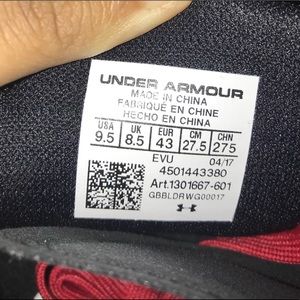 UNDER ARMOUR
MADE IN CHINA
FABRIQUÉ EN CHINE
HECHO EN CHINA
USA UK EUR CM CHN
9.5 8.5 43 27.5 275
EVU 04/17
4501443380
Art.1301667-601
GBBLDRWG00017